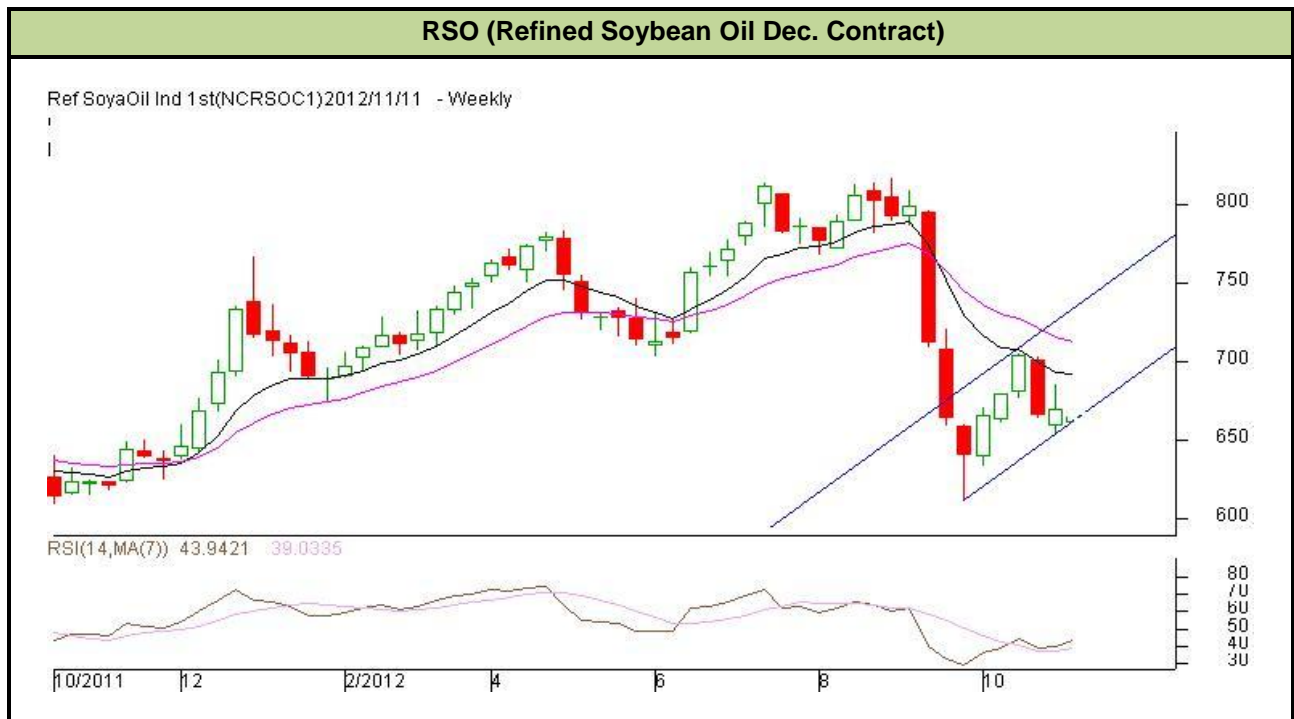 RSO (Refined Soybean Oil Dec. Contract)
Ref SoyaOil Ind 1st(NCRSOC1)2012/11/11 - Weekly
800
750
700
650
600
RSI(14,MA(7)) 43.9421 39.0335
80
70
60
50
40
30
10/2011 12 2/2012 4 6 8 10